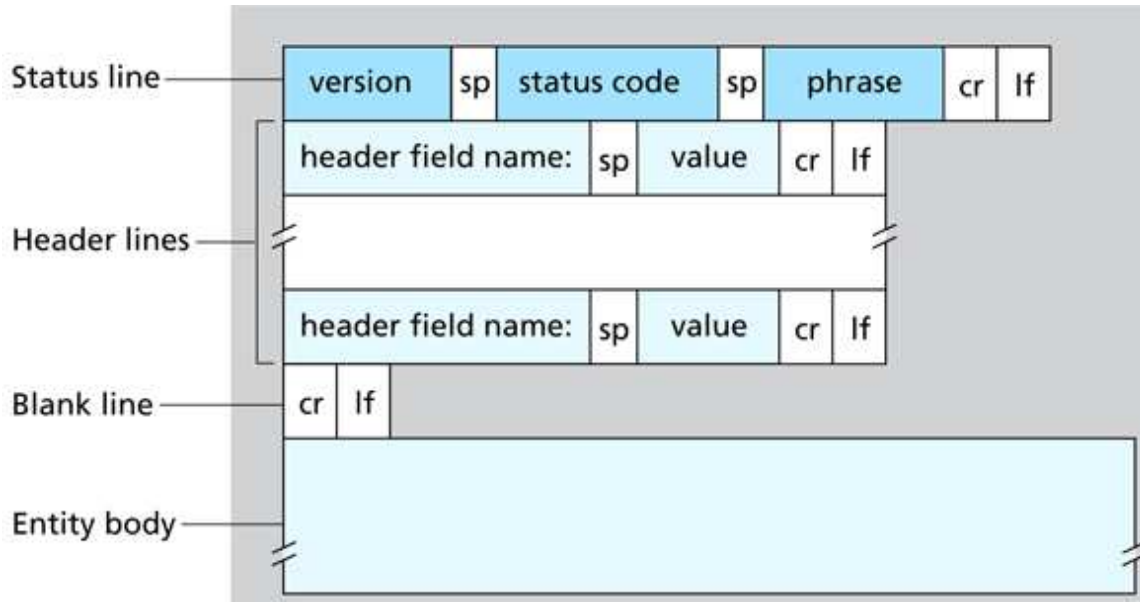 Status line version sp status code sp phrase cr lf
header field name: sp value cr lf
Header lines
header field name: sp value cr lf
Blank line cr lf
Entity body